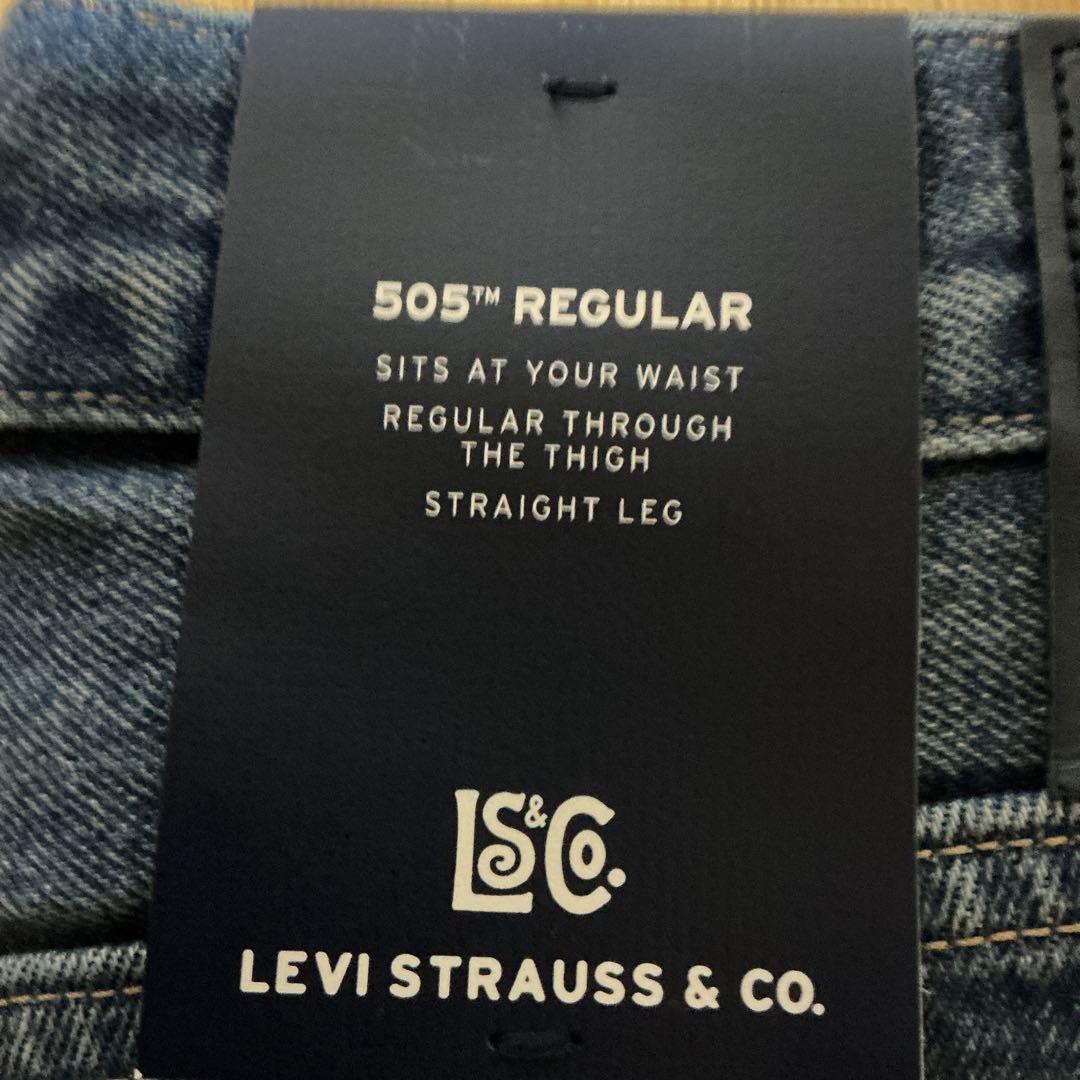 505™ REGULAR
SITS AT YOUR WAIST
REGULAR THROUGH
THE THIGH
STRAIGHT LEG
LS&Co.
LEVI STRAUSS & CO.